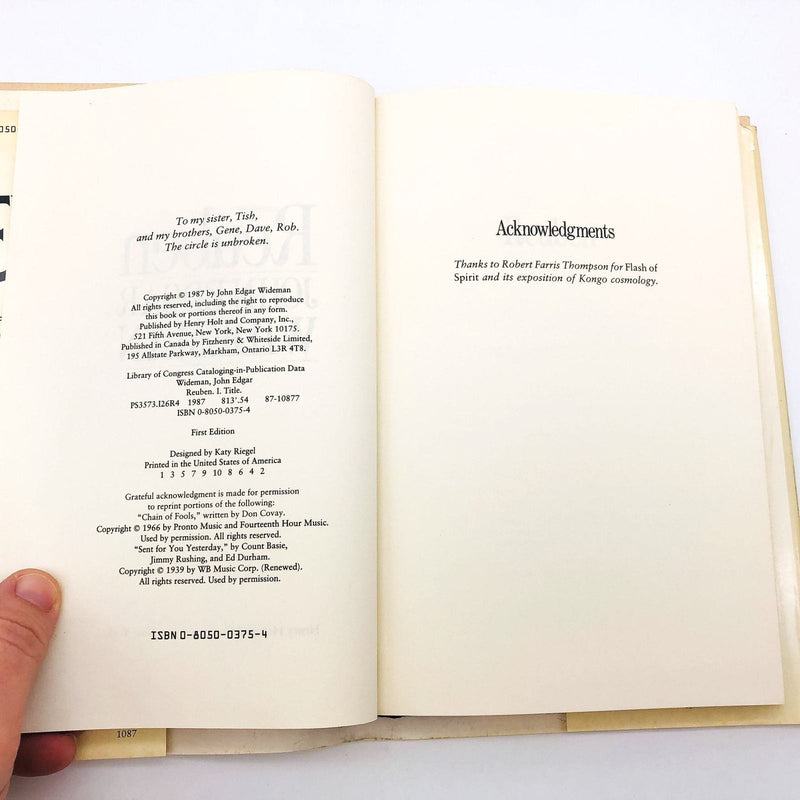 To my sister, Tish,
and my brothers, Gene, Dave, Rob.
The circle is unbroken.
Copyright © 1987 by John Edgar Wideman
All rights reserved, including the right to reproduce
this book or portions thereof in any form.
Published by Henry Holt and Company, Inc.,
521 Fifth Avenue, New York, New York 10175.
Published in Canada by Fitzhenry & Whiteside Limited,
195 Allstate Parkway, Markham, Ontario L3R 4T8.
Library of Congress Cataloging-in-Publication Data
Wideman, John Edgar
Reuben. I. Title.
PS3573.I26R4 1987 813'.54 87-10877
ISBN 0-8050-0375-4
First Edition
Designed by Katy Riegel
Printed in the United States of America
1 3 5 7 9 10 8 6 4 2
Grateful acknowledgment is made for permission
to reprint portions of the following:
"Chain of Fools," written by Don Covay.
Copyright © 1966 by Pronto Music and Fourteenth Hour Music.
Used by permission. All rights reserved.
"Sent for You Yesterday," by Count Basie,
Jimmy Rushing, and Ed Durham.
Copyright © 1939 by WB Music Corp. (Renewed).
All rights reserved. Used by permission.
ISBN 0-8050-0375-4
1087
Acknowledgments
Thanks to Robert Farris Thompson for Flash of
Spirit and its exposition of Kongo cosmology.